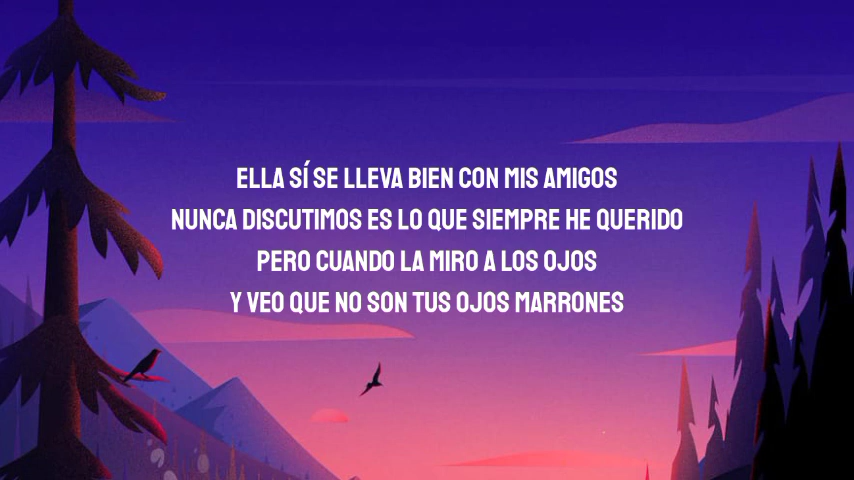 ELLA SÍ SE LLEVA BIEN CON MIS AMIGOS
NUNCA DISCUTIMOS ES LO QUE SIEMPRE HE QUERIDO
PERO CUANDO LA MIRO A LOS OJOS
Y VEO QUE NO SON TUS OJOS MARRONES